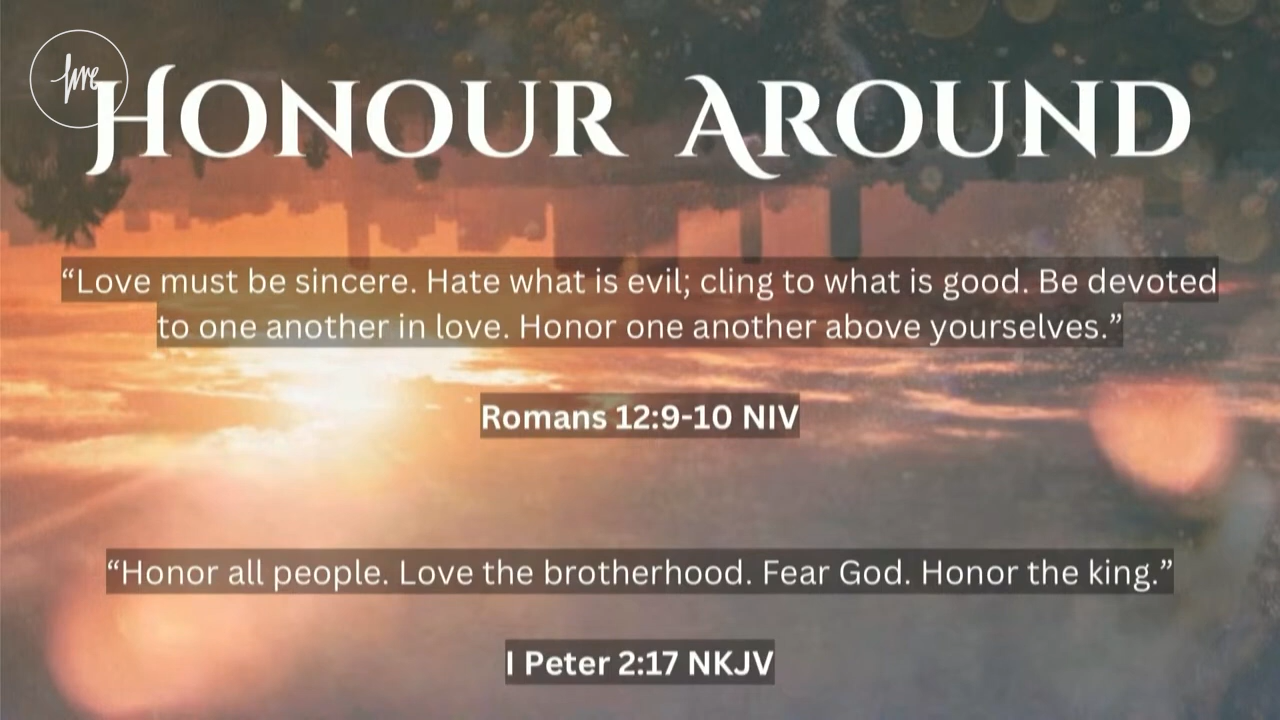 HONOUR AROUND
“Love must be sincere. Hate what is evil; cling to what is good. Be devoted
to one another in love. Honor one another above yourselves.”
Romans 12:9-10 NIV
“Honor all people. Love the brotherhood. Fear God. Honor the king.”
I Peter 2:17 NKJV